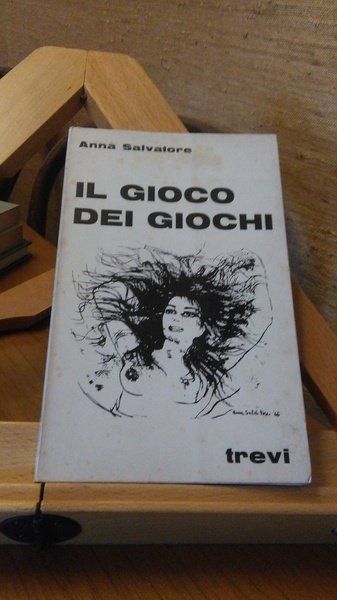 Anna Salvatore
IL GIOCO
DEI GIOCHI
trevi